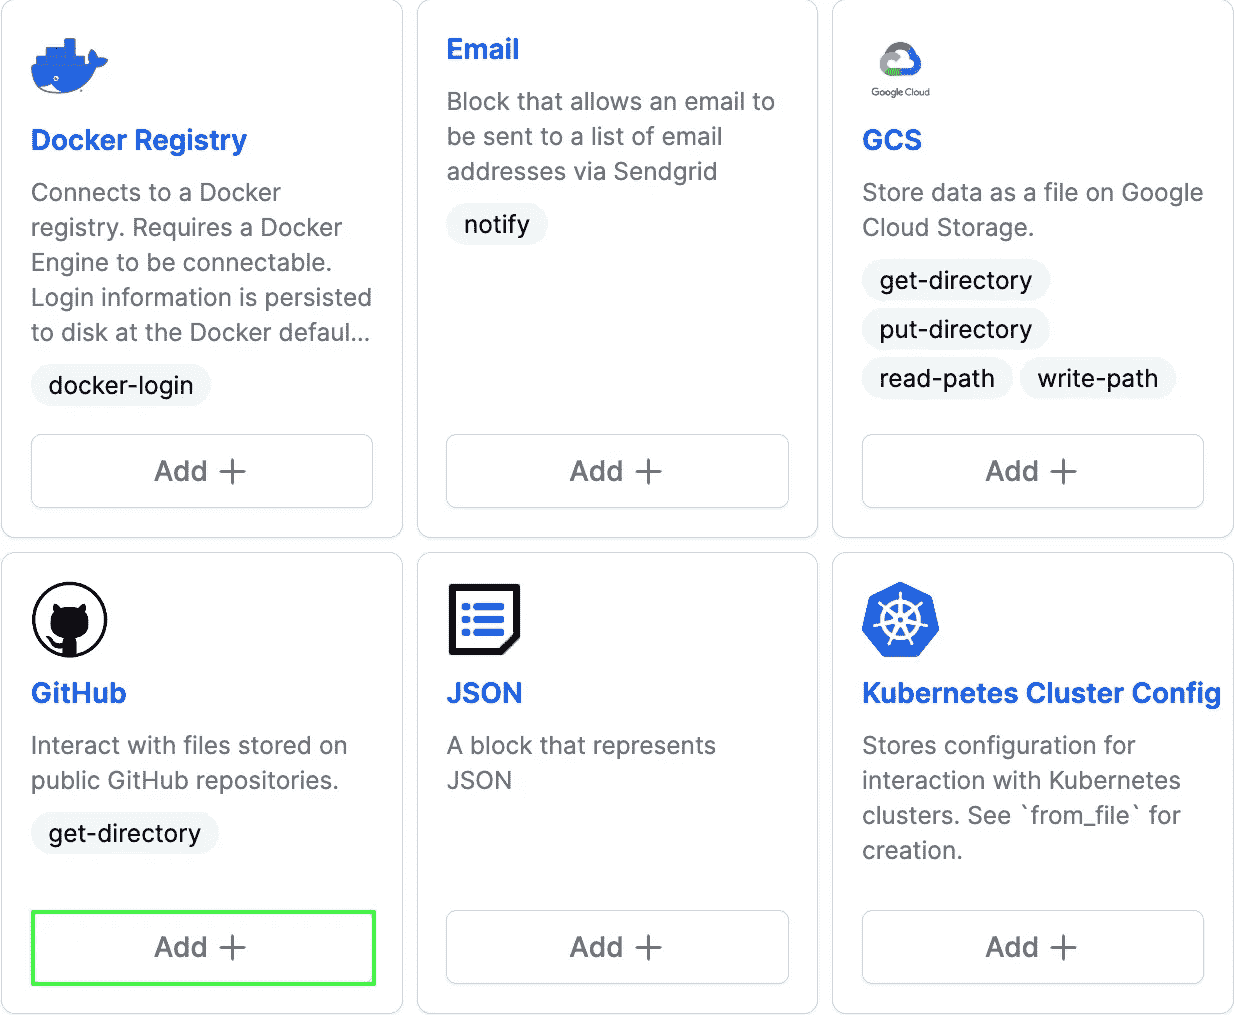 Docker Registry
Connects to a Docker
registry. Requires a Docker
Engine to be connectable.
Login information is persisted
to disk at the Docker defaul...
docker-login
Add +
Email
Block that allows an email to
be sent to a list of email
addresses via Sendgrid
notify
Add +
Google Cloud
GCS
Store data as a file on Google
Cloud Storage.
get-directory
put-directory
read-path write-path
Add +
GitHub
Interact with files stored on
public GitHub repositories.
get-directory
Add +
JSON
A block that represents
JSON
Add +
Kubernetes Cluster Config
Stores configuration for
interaction with Kubernetes
clusters. See `from_file` for
creation.
Add +